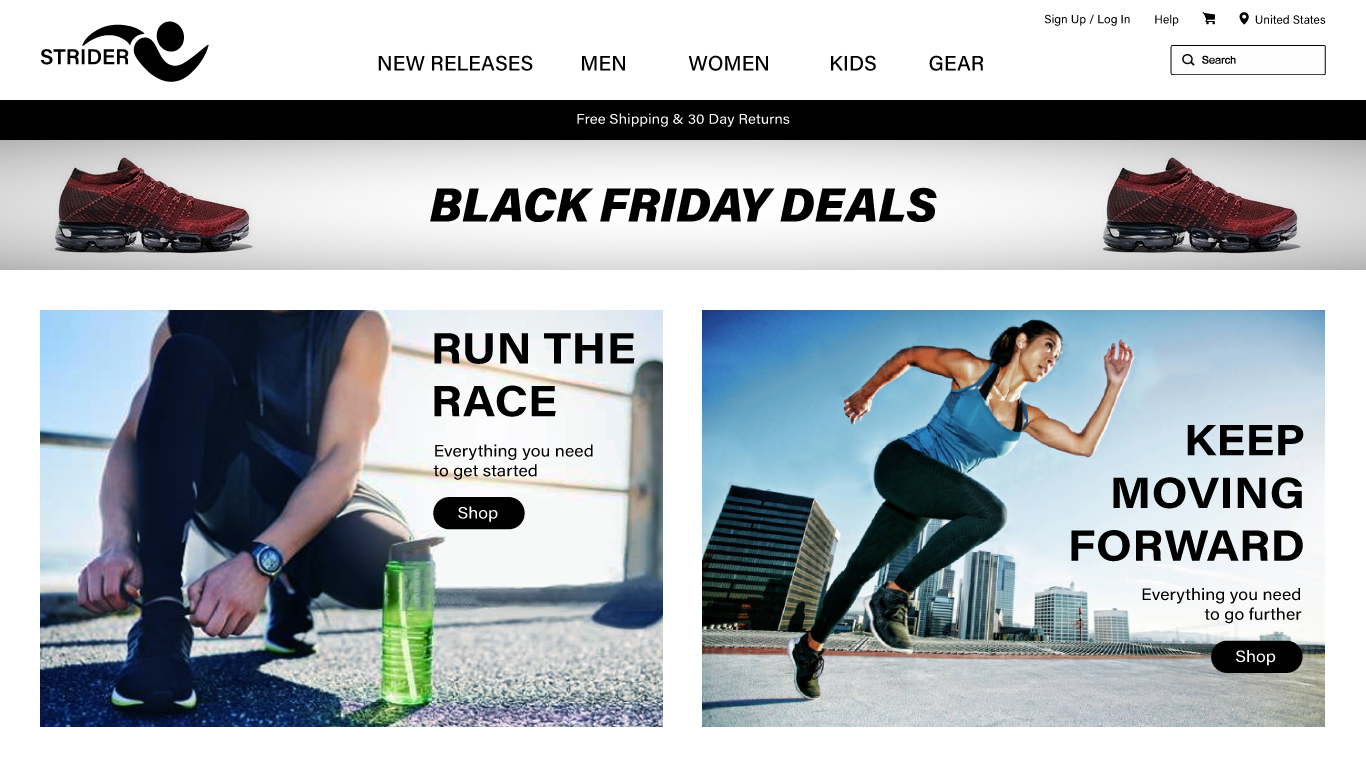 Sign Up / Log In
Help
United States
STRIDER
NEW RELEASES
MEN
WOMEN
KIDS
GEAR
Search
Free Shipping & 30 Day Returns
BLACK FRIDAY DEALS
RUN THE
RACE
Everything you need
to get started
Shop
KEEP
MOVING
FORWARD
Everything you need
to go further
Shop